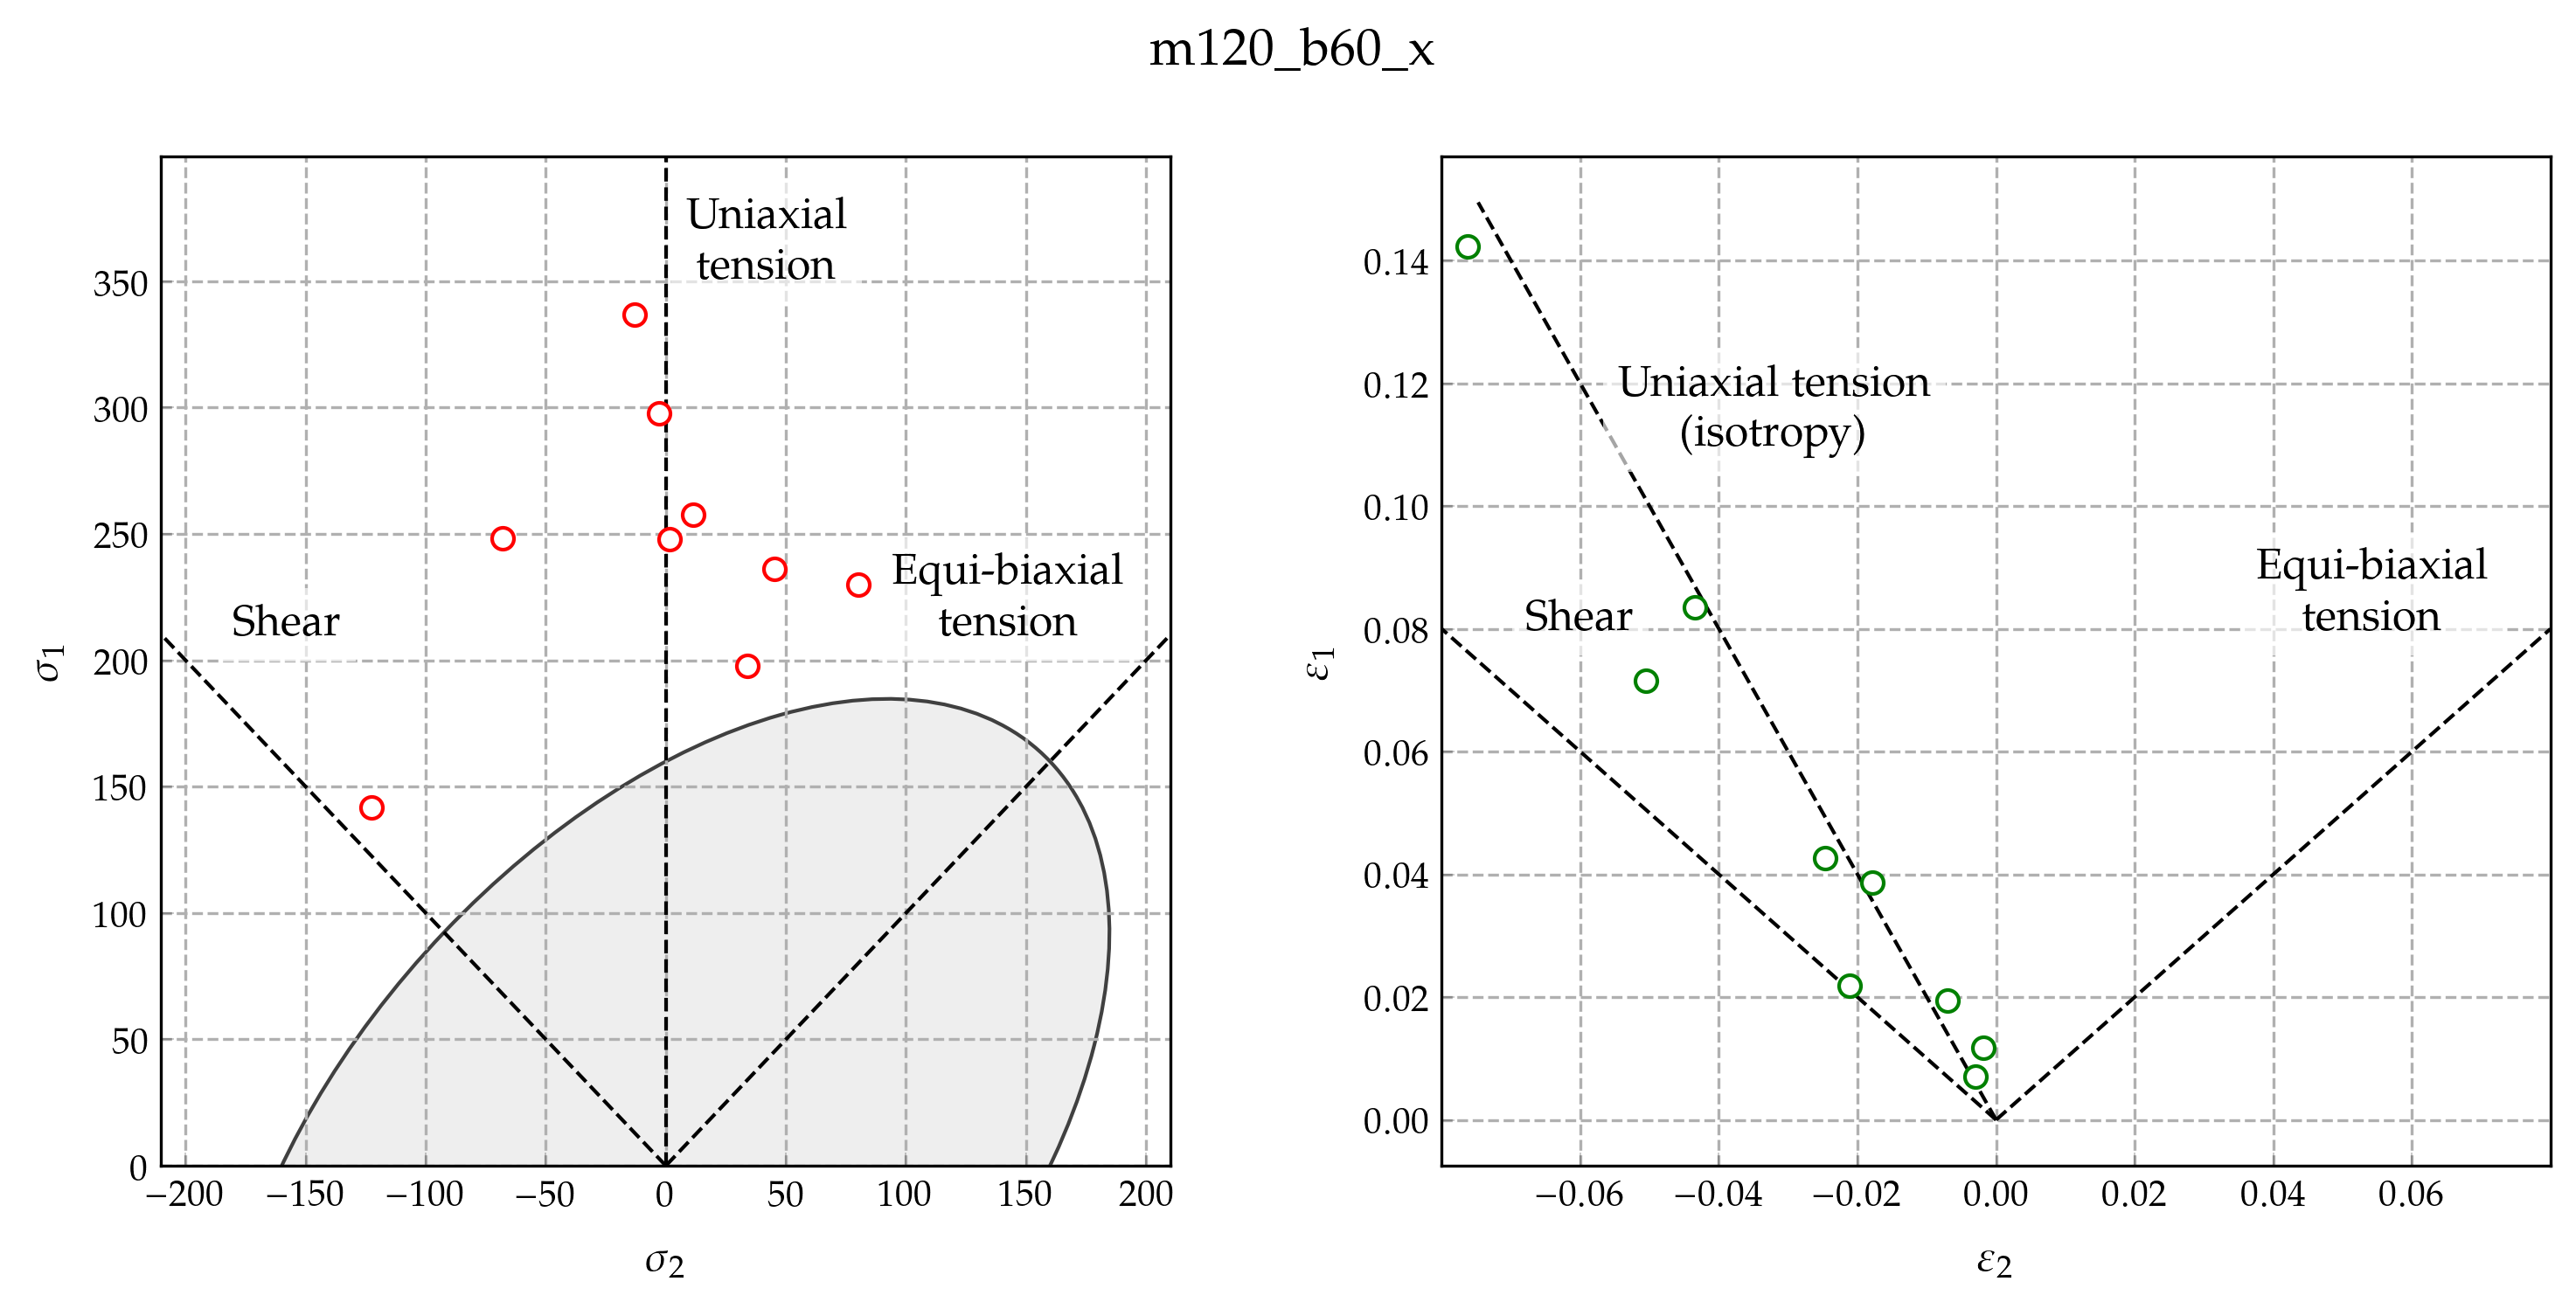 m120_b60_x
Uniaxial
tension
Equi-biaxial
tension
Shear
350
300
250
200
150
100
50
0
σ1
−200 −150 −100 −50 0 50 100 150 200
σ2
Uniaxial tension
(isotropy)
Equi-biaxial
tension
Shear
0.14
0.12
0.10
0.08
0.06
0.04
0.02
0.00
ε1
−0.06 −0.04 −0.02 0.00 0.02 0.04 0.06
ε2